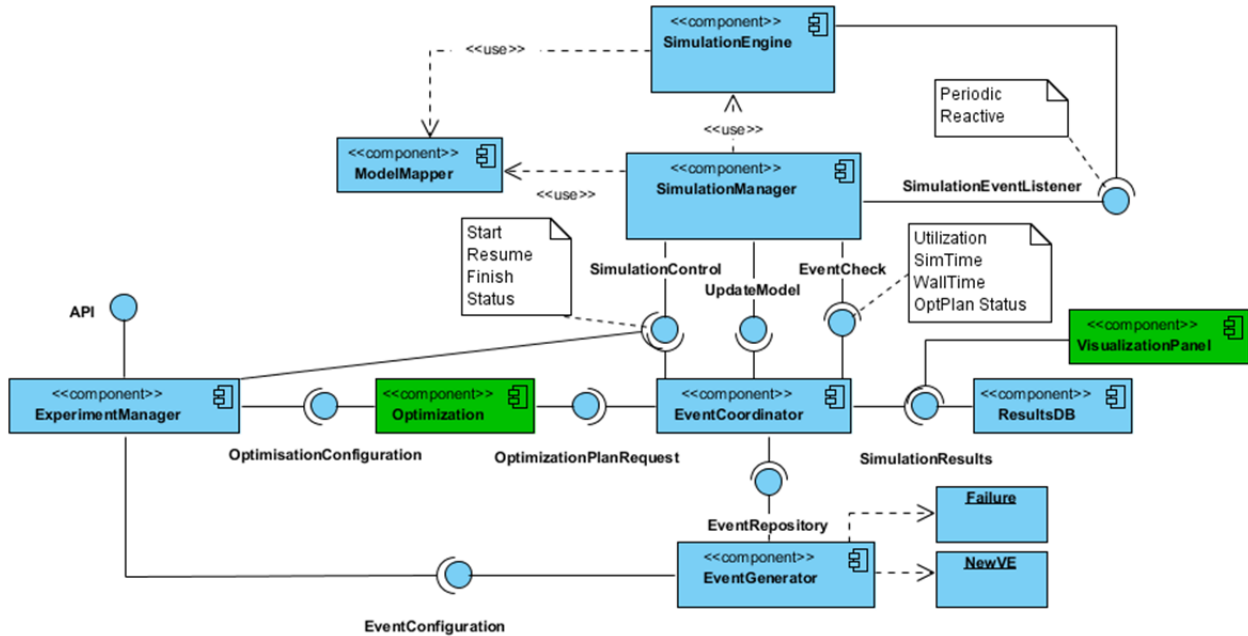 <<component>>
SimulationEngine
<<use>>
Periodic
Reactive
<<use>>
<<component>>
ModelMapper
<<component>>
SimulationManager
<<use>>
SimulationEventListener
Start
Resume
Finish
Status
SimulationControl
UpdateModel
EventCheck
Utilization
SimTime
WallTime
OptPlan Status
API
<<component>>
VisualizationPanel
<<component>>
ExperimentManager
<<component>>
Optimization
<<component>>
EventCoordinator
<<component>>
ResultsDB
OptimisationConfiguration
OptimizationPlanRequest
SimulationResults
EventRepository
Failure
<<component>>
EventGenerator
NewVE
EventConfiguration